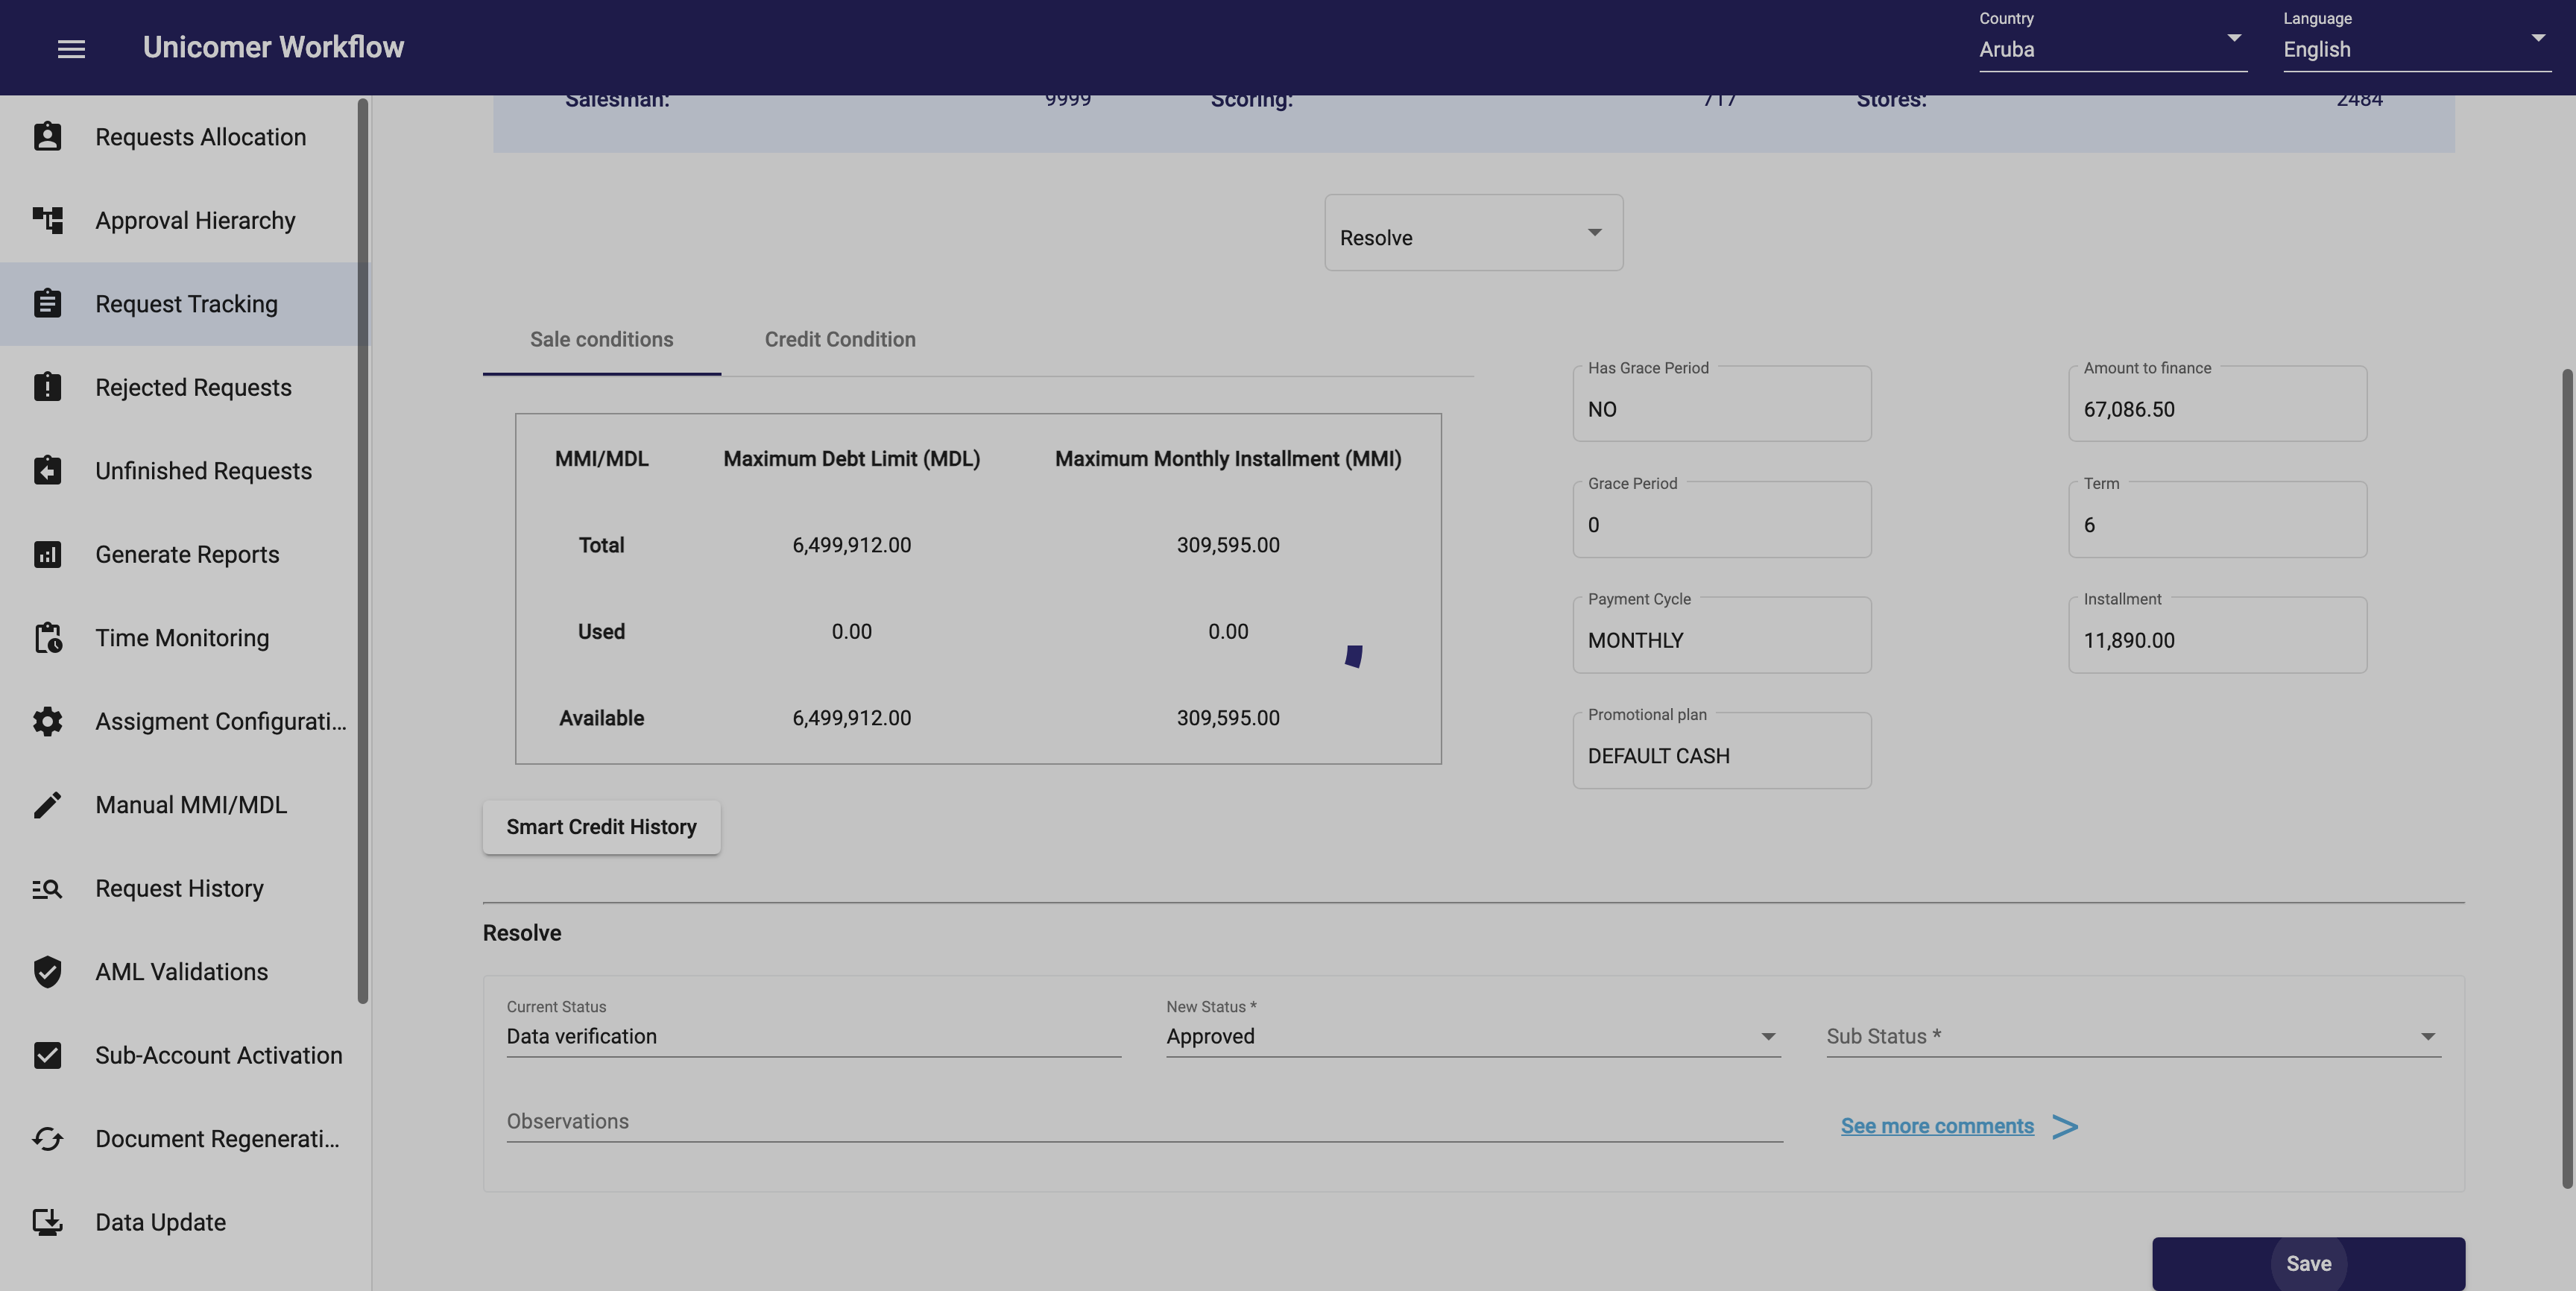 Unicomer Workflow
Country
Aruba
Language
English
Requests Allocation
Approval Hierarchy
Request Tracking
Rejected Requests
Unfinished Requests
Generate Reports
Time Monitoring
Assigment Configurati...
Manual MMI/MDL
Request History
AML Validations
Sub-Account Activation
Document Regenerati...
Data Update
Salesman: 9999 Scoring: 717 Stores: 2484
Resolve
Sale conditions Credit Condition
MMI/MDL Maximum Debt Limit (MDL) Maximum Monthly Installment (MMI)
Total 6,499,912.00 309,595.00
Used 0.00 0.00
Available 6,499,912.00 309,595.00
Has Grace Period
NO
Amount to finance
67,086.50
Grace Period
0
Term
6
Payment Cycle
MONTHLY
Installment
11,890.00
Promotional plan
DEFAULT CASH
Smart Credit History
Resolve
Current Status
Data verification
New Status *
Approved
Sub Status *
Observations
See more comments >
Save